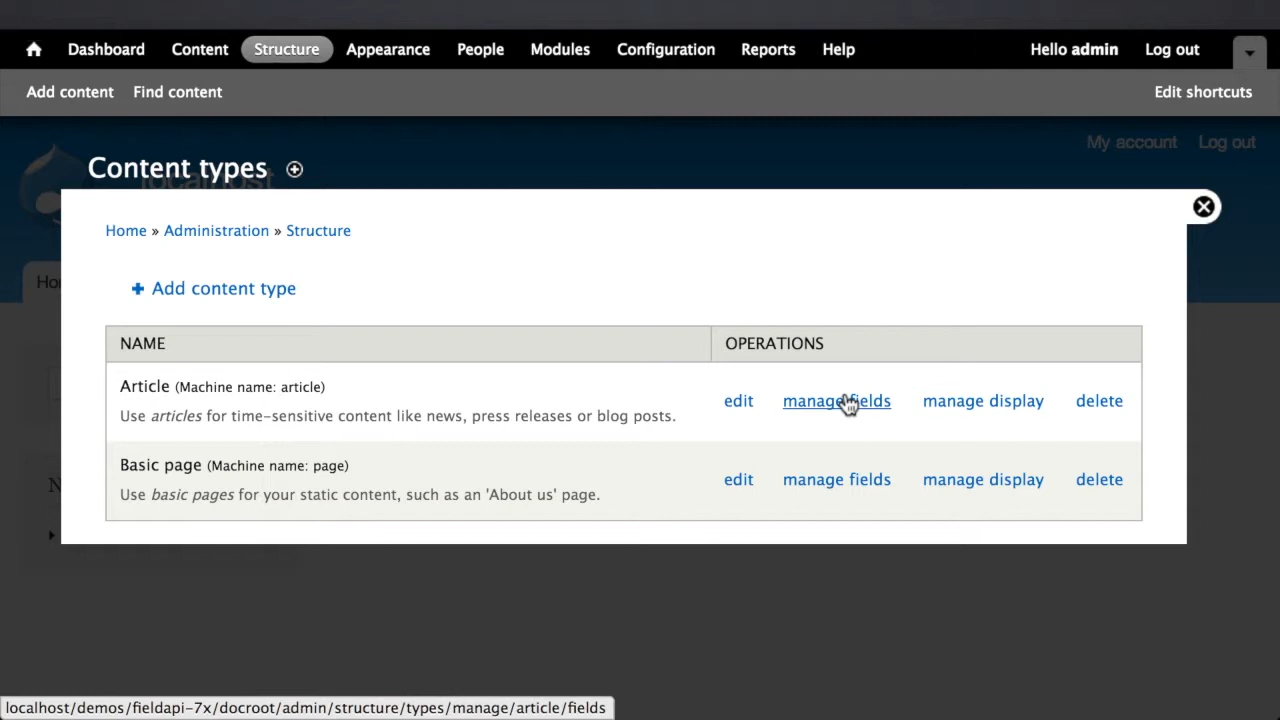 Dashboard Content Structure Appearance People Modules Configuration Reports Help Hello admin Log out
Add content Find content Edit shortcuts
My account Log out
Content types
localhost
Home » Administration » Structure
Add content type
NAME OPERATIONS
Article (Machine name: article)
Use articles for time-sensitive content like news, press releases or blog posts.
edit manage fields manage display delete
Basic page (Machine name: page)
Use basic pages for your static content, such as an 'About us' page.
edit manage fields manage display delete
localhost/demos/fieldapi-7x/docroot/admin/structure/types/manage/article/fields